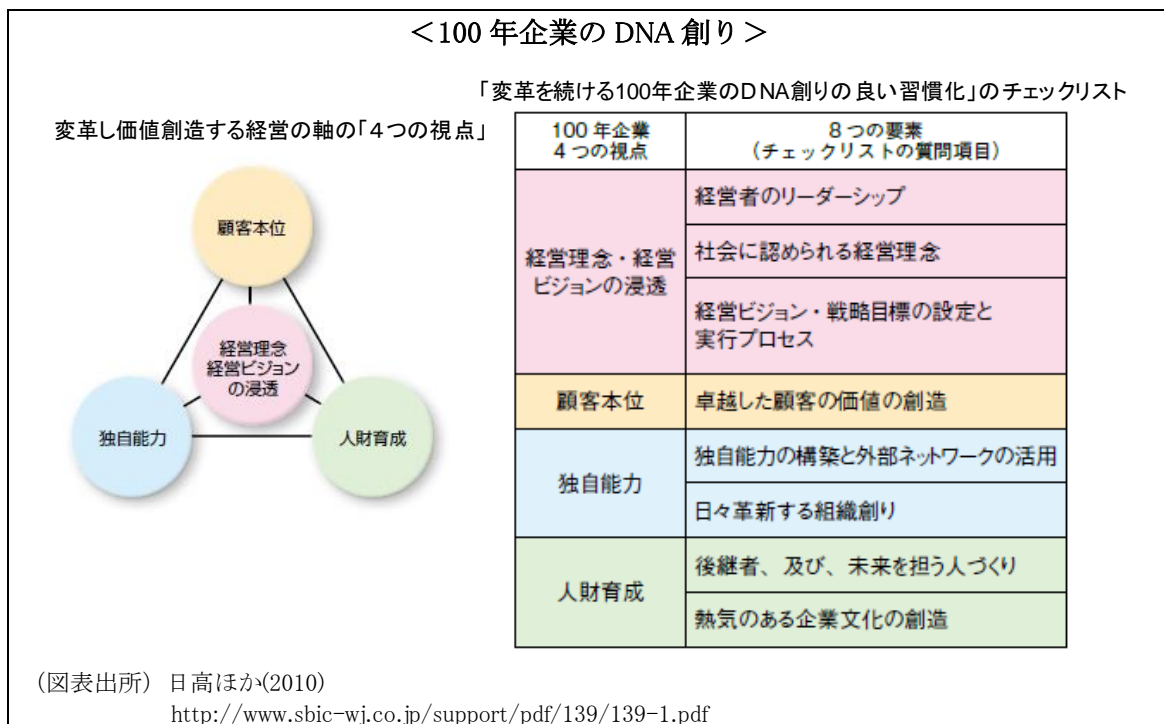 ＜100 年企業の DNA 創り＞
「変革を続ける100年企業のDNA創りの良い習慣化」のチェックリスト
変革し価値創造する経営の軸の「４つの視点」
顧客本位
経営理念
経営ビジョン
の浸透
独自能力
人財育成
100 年企業
４つの視点
８つの要素
（チェックリストの質問項目）
経営理念・経営
ビジョンの浸透
経営者のリーダーシップ
社会に認められる経営理念
経営ビジョン・戦略目標の設定と
実行プロセス
顧客本位
卓越した顧客の価値の創造
独自能力
独自能力の構築と外部ネットワークの活用
日々革新する組織創り
人財育成
後継者、及び、未来を担う人づくり
熱気のある企業文化の創造
（図表出所） 日高ほか(2010)
http://www.sbic-wj.co.jp/support/pdf/139/139-1.pdf